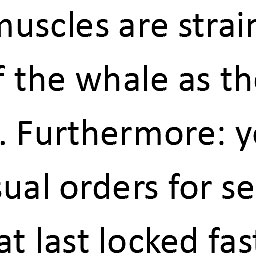 muscles are strain
f the whale as the
. Furthermore: y
sual orders for se
at last locked fast